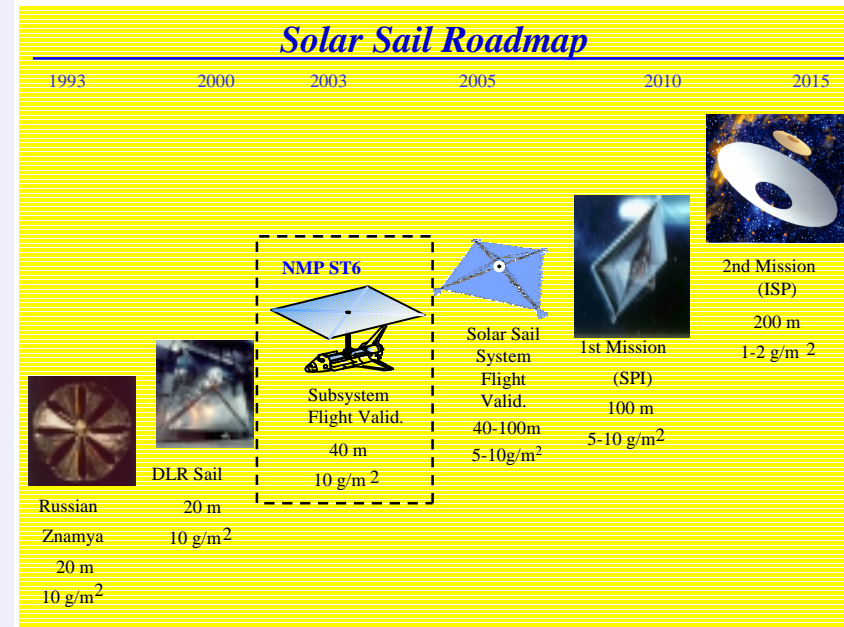 Solar Sail Roadmap
1993 2000 2003 2005 2010 2015
Russian
Znamya
20 m
10 g/m2
DLR Sail
20 m
10 g/m2
NMP ST6
Subsystem
Flight Valid.
40 m
10 g/m 2
Solar Sail
System
Flight
Valid.
40-100m
5-10g/m²
1st Mission
(SPI)
100 m
5-10 g/m2
2nd Mission
(ISP)
200 m
1-2 g/m 2